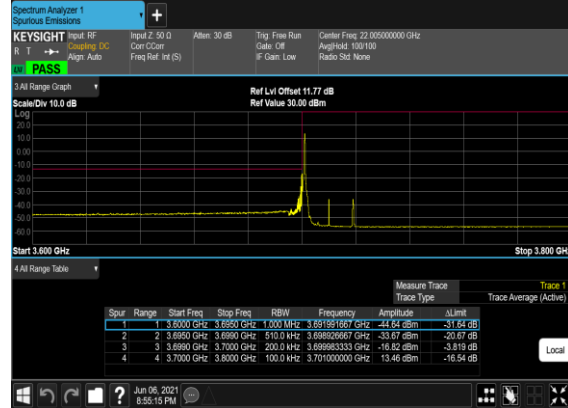 Spectrum Analyzer 1
Spurious Emissions
+
KEYSIGHT Input: RF Input Z: 50 Ω Atten: 30 dB Trig: Free Run Center Freq: 22.005000000 GHz
R T Coupling: DC Corr CCorr Gate: Off Avg|Hold: 100/100
Align: Auto Freq Ref: Int (S) IF Gain: Low Radio Std: None
PASS
3 All Range Graph
Ref Lvl Offset 11.77 dB
Scale/Div 10.0 dB Ref Value 30.00 dBm
Log
20.0
10.0
0.00
-10.0
-20.0
-30.0
-40.0
-50.0
-60.0
Start 3.600 GHz Stop 3.800 GHz
4 All Range Table
Measure Trace Trace 1
Trace Type Trace Average (Active)
Spur Range Start Freq Stop Freq RBW Frequency Amplitude ΔLimit
1 1 3.6000 GHz 3.6950 GHz 1.000 MHz 3.691991667 GHz -44.64 dBm -31.64 dB
2 2 3.6950 GHz 3.6990 GHz 510.0 kHz 3.698926667 GHz -33.67 dBm -20.67 dB
3 3 3.6990 GHz 3.7000 GHz 200.0 kHz 3.699983333 GHz -16.82 dBm -3.819 dB
4 4 3.7000 GHz 3.8000 GHz 100.0 kHz 3.701000000 GHz 13.46 dBm -16.54 dB
Local
? Jun 06, 2021
8:55:15 PM